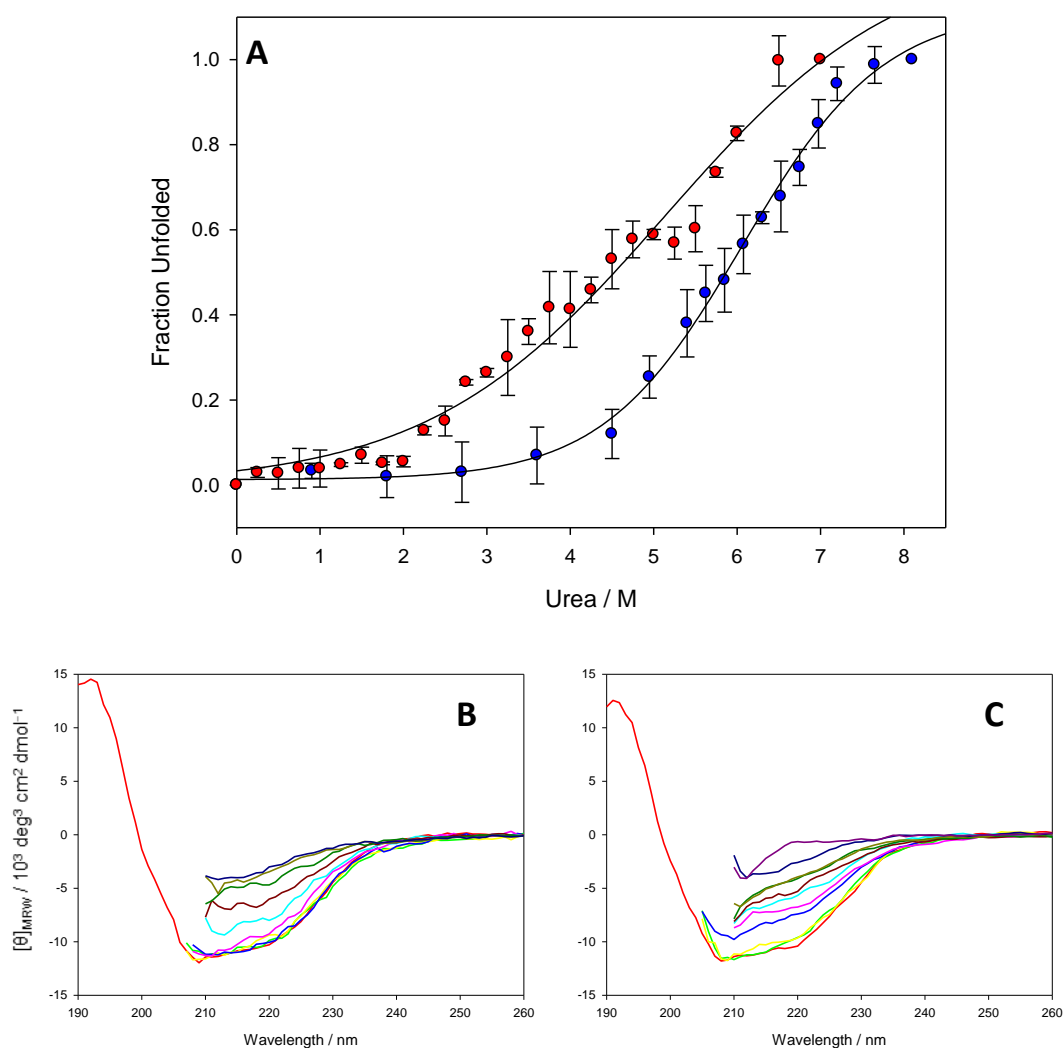 A
Fraction Unfolded
1.0
0.8
0.6
0.4
0.2
0.0
0 1 2 3 4 5 6 7 8
Urea / M
B
[θ]MRW / 10³ deg³ cm² dmol⁻¹
15
10
5
0
-5
-10
-15
190 200 210 220 230 240 250 260
Wavelength / nm
C
15
10
5
0
-5
-10
-15
190 200 210 220 230 240 250 260
Wavelength / nm